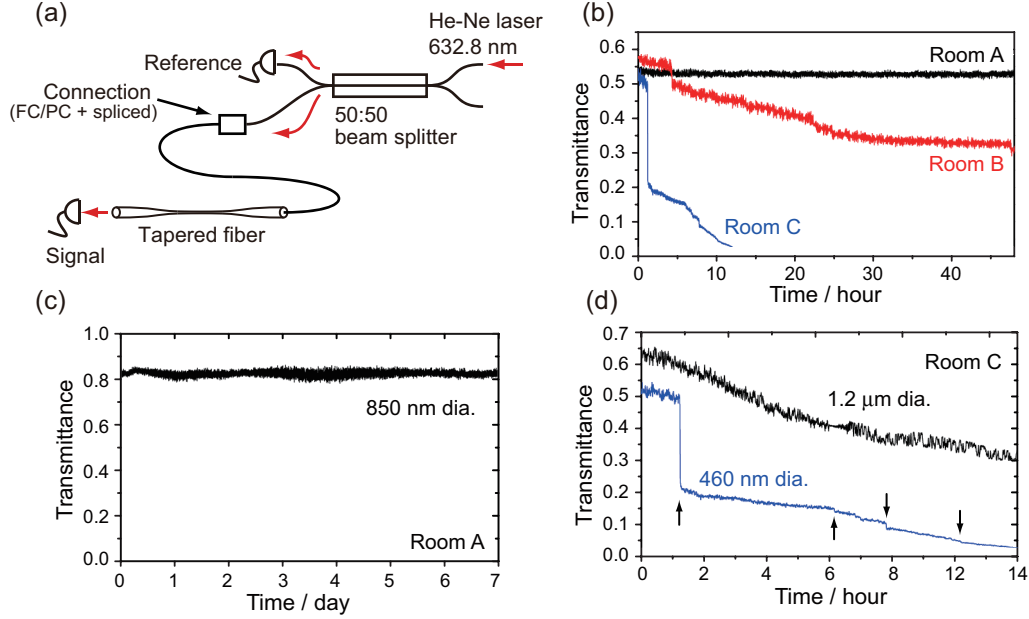 (a)
He-Ne laser
632.8 nm
Reference
Connection
(FC/PC + spliced)
50:50
beam splitter
Tapered fiber
Signal
(b)
Transmittance
0.6
0.5
0.4
0.3
0.2
0.1
0.0
Room A
Room B
Room C
10 20 30 40
Time / hour
(c)
Transmittance
1.0
0.8
0.6
0.4
0.2
0.0
850 nm dia.
Room A
0 1 2 3 4 5 6 7
Time / day
(d)
Transmittance
0.7
0.6
0.5
0.4
0.3
0.2
0.1
0.0
Room C
1.2 μm dia.
460 nm dia.
0 2 4 6 8 10 12 14
Time / hour